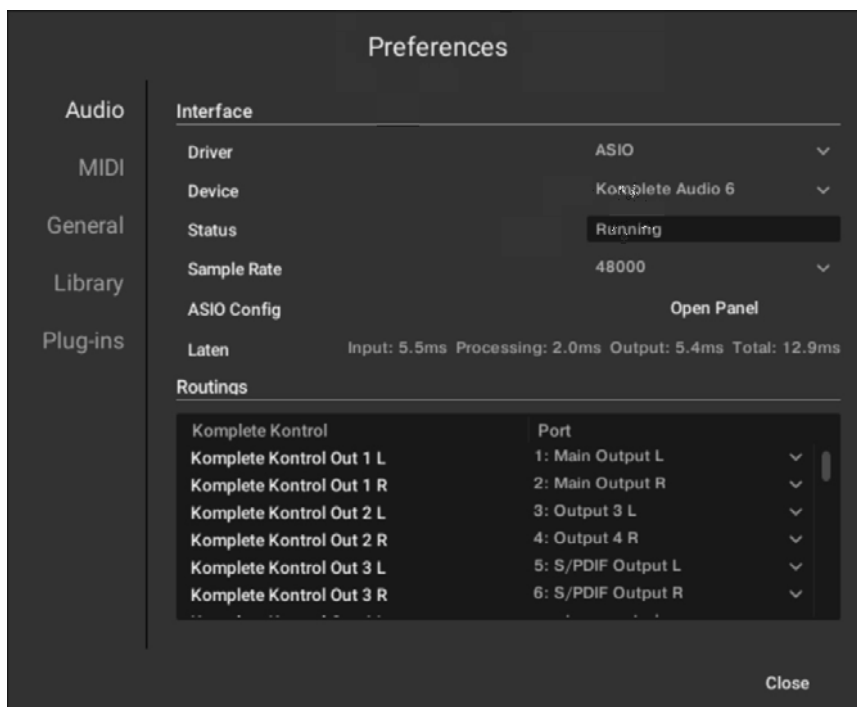 Preferences
Audio
MIDI
General
Library
Plug-ins
Interface
Driver ASIO
Device Komplete Audio 6
Status Running
Sample Rate 48000
ASIO Config Open Panel
Laten Input: 5.5ms Processing: 2.0ms Output: 5.4ms Total: 12.9ms
Routings
Komplete Kontrol Port
Komplete Kontrol Out 1 L 1: Main Output L
Komplete Kontrol Out 1 R 2: Main Output R
Komplete Kontrol Out 2 L 3: Output 3 L
Komplete Kontrol Out 2 R 4: Output 4 R
Komplete Kontrol Out 3 L 5: S/PDIF Output L
Komplete Kontrol Out 3 R 6: S/PDIF Output R
Close